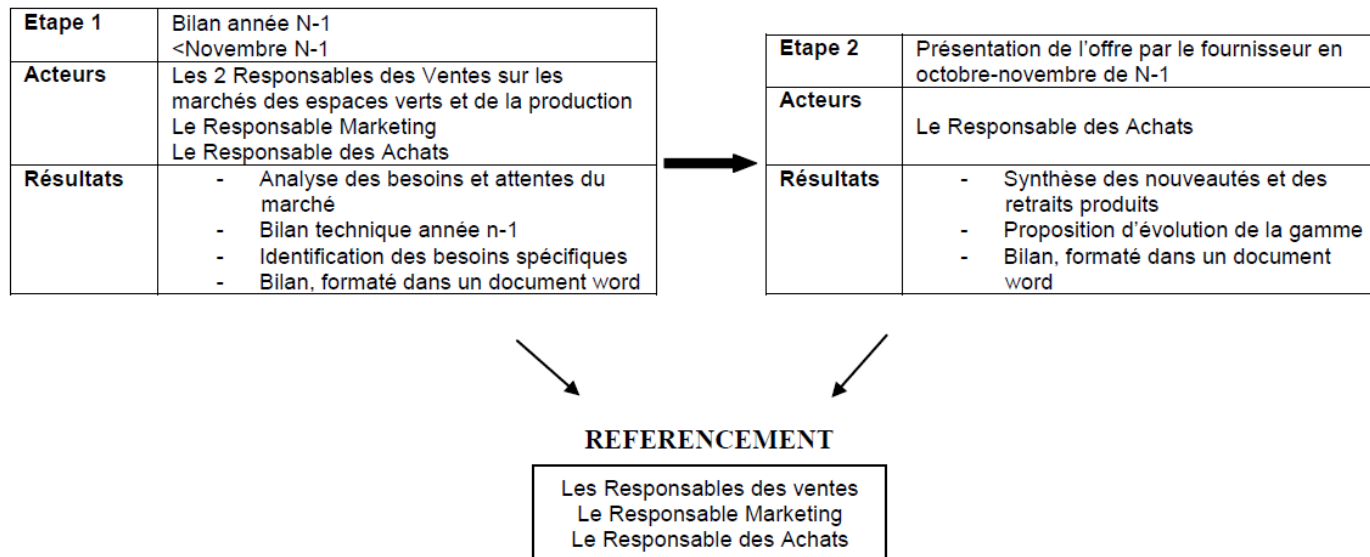 Etape 1
Bilan année N-1
<Novembre N-1
Acteurs
Les 2 Responsables des Ventes sur les
marchés des espaces verts et de la production
Le Responsable Marketing
Le Responsable des Achats
Résultats
- Analyse des besoins et attentes du
marché
- Bilan technique année n-1
- Identification des besoins spécifiques
- Bilan, formaté dans un document word
Etape 2
Présentation de l'offre par le fournisseur en
octobre-novembre de N-1
Acteurs
Le Responsable des Achats
Résultats
- Synthèse des nouveautés et des
retraits produits
- Proposition d'évolution de la gamme
- Bilan, formaté dans un document
word
REFERENCEMENT
Les Responsables des ventes
Le Responsable Marketing
Le Responsable des Achats